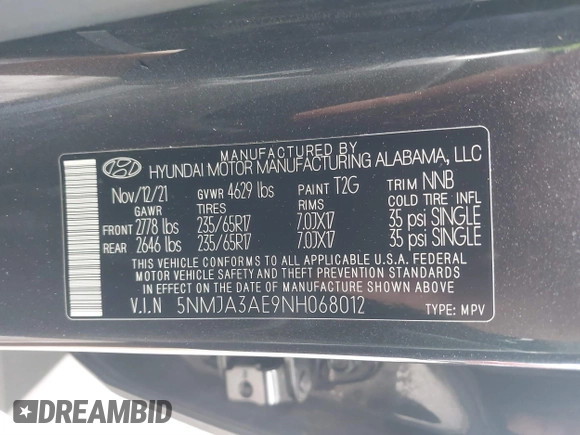 MANUFACTURED BY
HYUNDAI MOTOR MANUFACTURING ALABAMA, LLC
Nov/12/21 GVWR 4629 lbs PAINT T2G TRIM NNB
GAWR TIRES RIMS COLD TIRE INFL
FRONT 2778 lbs 235/65R17 7.0JX17 35 psi SINGLE
REAR 2646 lbs 235/65R17 7.0JX17 35 psi SINGLE
THIS VEHICLE CONFORMS TO ALL APPLICABLE U.S.A. FEDERAL
MOTOR VEHICLE SAFETY AND THEFT PREVENTION STANDARDS
IN EFFECT ON THE DATE OF MANUFACTURE SHOWN ABOVE
V.I.N 5NMJA3AE9NH068012 TYPE: MPV
DREAMBID